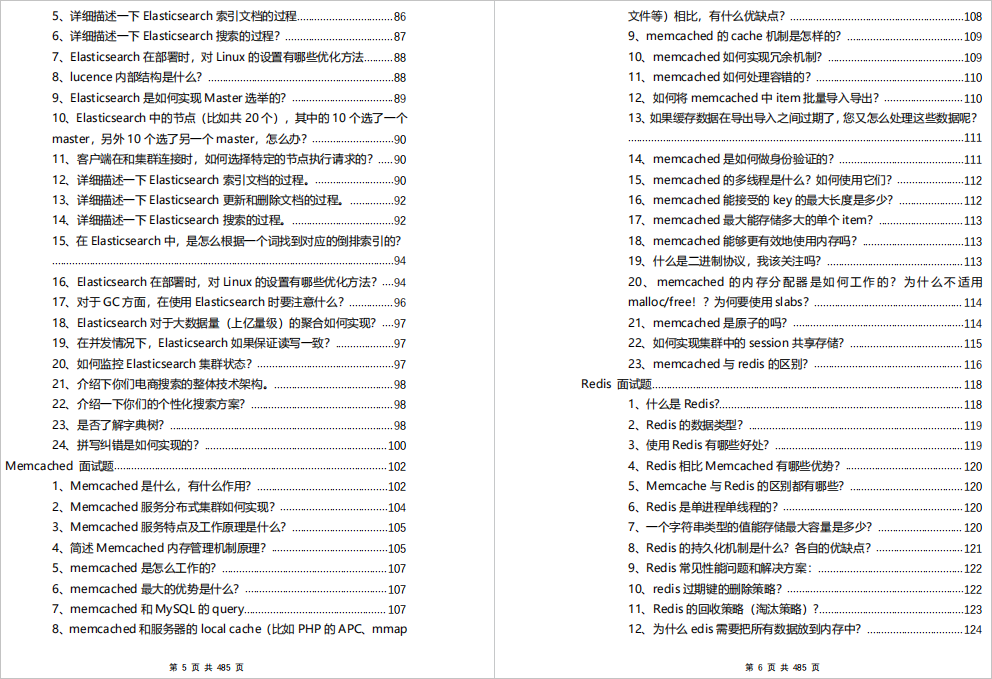 5、详细描述一下 Elasticsearch 索引文档的过程.............................. 86
6、详细描述一下 Elasticsearch 搜索的过程? .............................. 87
7、Elasticsearch 在部署时，对 Linux 的设置有哪些优化方法......... 88
8、lucence 内部结构是什么? .............................. 88
9、Elasticsearch 是如何实现 Master 选举的? .............................. 89
10、Elasticsearch 中的节点（比如共 20 个），其中的 10 个选了一个
master，另外 10 个选了另一个 master，怎么办? .............................. 90
11、客户端在和集群连接时，如何选择特定的节点执行请求的? ..... 90
12、详细描述一下 Elasticsearch 索引文档的过程。.............................. 90
13、详细描述一下 Elasticsearch 更新和删除文档的过程。.................... 92
14、详细描述一下 Elasticsearch 搜索的过程。.............................. 92
15、在 Elasticsearch 中，是怎么根据一个词找到对应的倒排索引的?
.............................. 94
16、Elasticsearch 在部署时，对 Linux 的设置有哪些优化方法? .... 94
17、对于 GC 方面，在使用 Elasticsearch 时要注意什么? .................... 96
18、Elasticsearch 对于大数据量（上亿量级）的聚合如何实现? .... 97
19、在并发情况下，Elasticsearch 如果保证读写一致? .................... 97
20、如何监控 Elasticsearch 集群状态? .............................. 97
21、介绍下你们电商搜索的整体技术架构。.............................. 98
22、介绍一下你们的个性化搜索方案? .............................. 98
23、是否了解字典树? .............................. 98
24、拼写纠错是如何实现的? .............................. 100
Memcached 面试题.............................. 102
1、Memcached 是什么，有什么作用? .............................. 102
2、Memcached 服务分布式集群如何实现? .............................. 104
3、Memcached 服务特点及工作原理是什么? .............................. 105
4、简述 Memcached 内存管理机制原理? .............................. 105
5、memcached 是怎么工作的? .............................. 107
6、memcached 最大的优势是什么? .............................. 107
7、memcached 和 MySQL 的 query.............................. 107
8、memcached 和服务器的 local cache（比如 PHP 的 APC、mmap
第 5 页 共 485 页
文件等）相比，有什么优缺点? .............................. 108
9、memcached 的 cache 机制是怎样的? .............................. 109
10、memcached 如何实现冗余机制? .............................. 109
11、memcached 如何处理容错的? .............................. 110
12、如何将 memcached 中 item 批量导入导出? .............................. 110
13、如果缓存数据在导出导入之间过期了，您又怎么处理这些数据呢?
.............................. 111
14、memcached 是如何做身份验证的? .............................. 111
15、memcached 的多线程是什么? 如何使用它们? .................... 112
16、memcached 能接受的 key 的最大长度是多少? .................... 112
17、memcached 最大能存储多大的单个 item? .............................. 113
18、memcached 能够更有效地使用内存吗? .............................. 113
19、什么是二进制协议，我该关注吗? .............................. 113
20、memcached 的内存分配器是如何工作的? 为什么不适用
malloc/free! ? 为何要使用 slabs? .............................. 114
21、memcached 是原子的吗? .............................. 114
22、如何实现集群中的 session 共享存储? .............................. 115
23、memcached 与 redis 的区别? .............................. 116
Redis 面试题.............................. 118
1、什么是 Redis?.............................. 118
2、Redis 的数据类型? .............................. 119
3、使用 Redis 有哪些好处? .............................. 119
4、Redis 相比 Memcached 有哪些优势? .............................. 120
5、Memcache 与 Redis 的区别都有哪些? .............................. 120
6、Redis 是单进程单线程的? .............................. 120
7、一个字符串类型的值能存储最大容量是多少? .................... 120
8、Redis 的持久化机制是什么? 各自的优缺点? .................... 121
9、Redis 常见性能问题和解决方案: .............................. 122
10、redis 过期键的删除策略? .............................. 122
11、Redis 的回收策略（淘汰策略）?.............................. 123
12、为什么 edis 需要把所有数据放到内存中? .................... 124
第 6 页 共 485 页